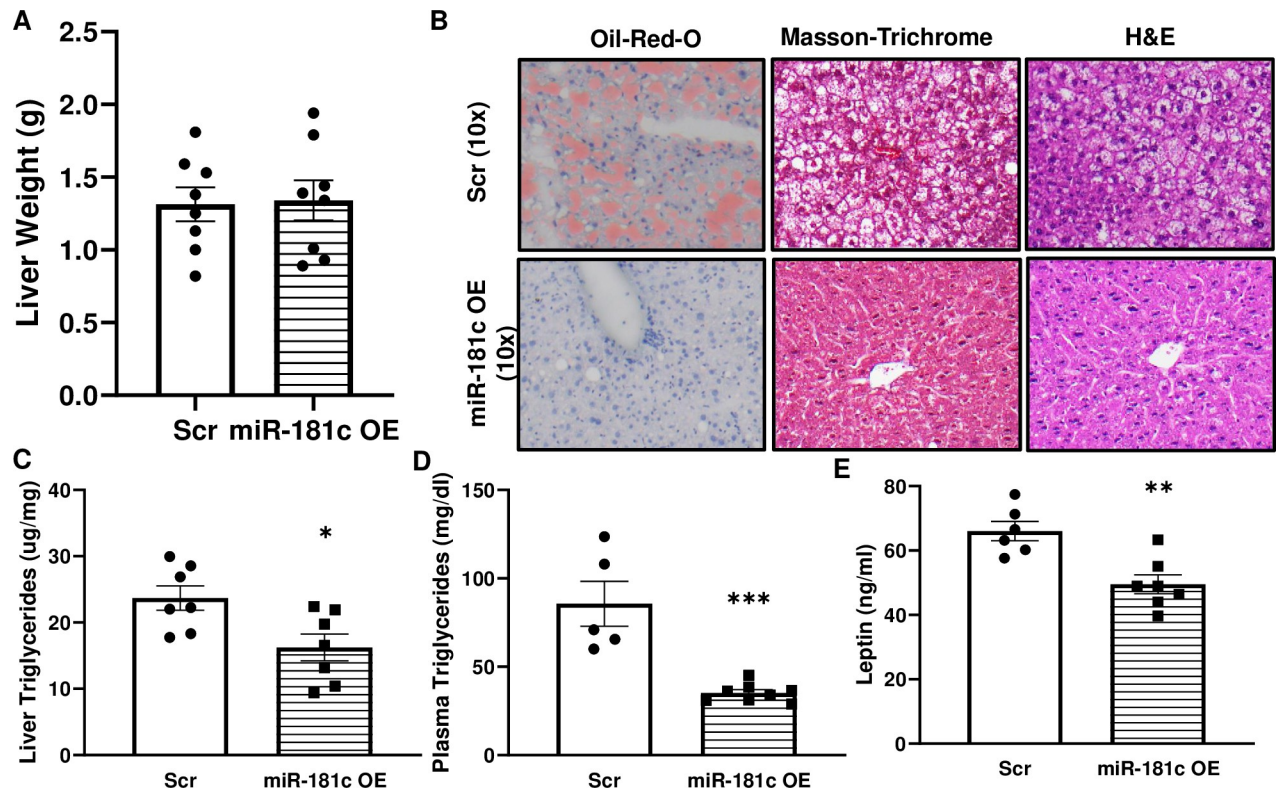 A
Liver Weight (g)
2.5
2.0
1.5
1.0
0.5
0.0
Scr
miR-181c OE
B
Oil-Red-O
Masson-Trichrome
H&E
Scr (10x)
miR-181c OE
(10x)
C
Liver Triglycerides (ug/mg)
40
30
20
10
0
*
Scr
miR-181c OE
D
Plasma Triglycerides (mg/dl)
150
100
50
0
***
Scr
miR-181c OE
E
Leptin (ng/ml)
80
60
40
20
0
**
Scr
miR-181c OE